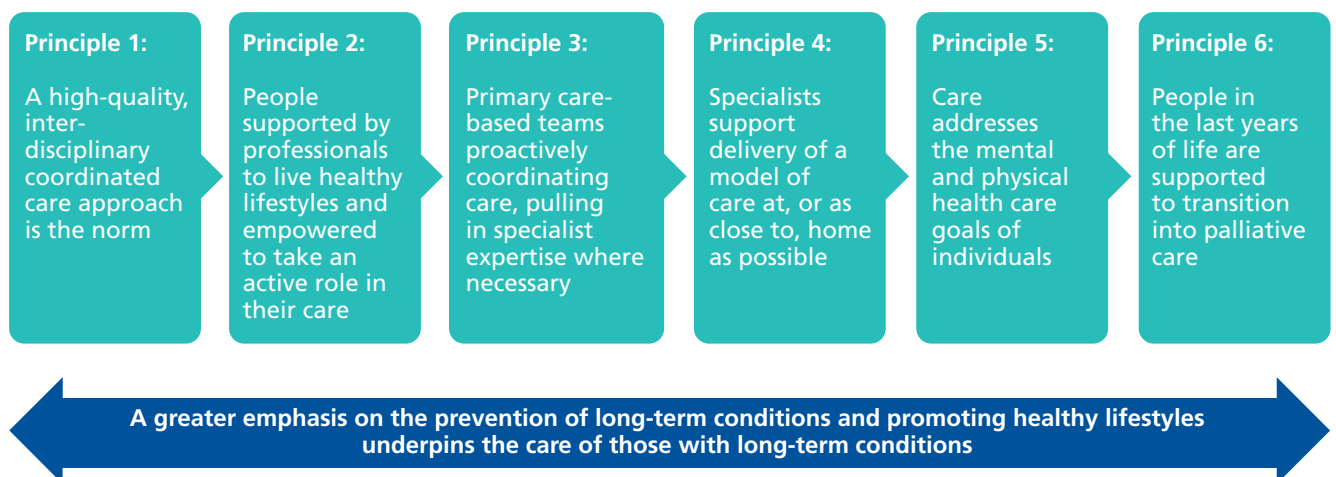 Principle 1:
A high-quality,
inter-
disciplinary
coordinated
care approach
is the norm
Principle 2:
People
supported by
professionals
to live healthy
lifestyles and
empowered
to take an
active role in
their care
Principle 3:
Primary care-
based teams
proactively
coordinating
care, pulling
in specialist
expertise where
necessary
Principle 4:
Specialists
support
delivery of a
model of
care at, or as
close to, home
as possible
Principle 5:
Care
addresses
the mental
and physical
health care
goals of
individuals
Principle 6:
People in
the last years
of life are
supported
to transition
into palliative
care
A greater emphasis on the prevention of long-term conditions and promoting healthy lifestyles
underpins the care of those with long-term conditions